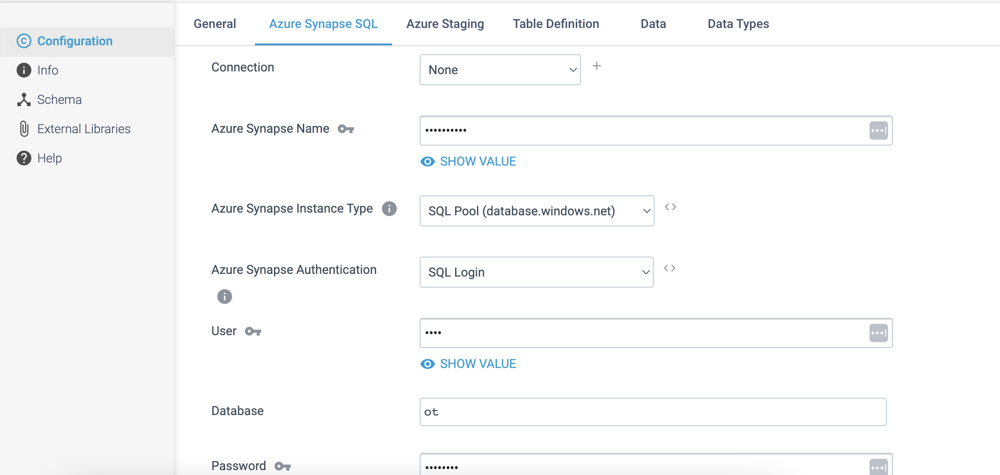 General Azure Synapse SQL Azure Staging Table Definition Data Data Types
Configuration
Info
Schema
External Libraries
Help
Connection None
Azure Synapse Name ••••••••••
SHOW VALUE
Azure Synapse Instance Type SQL Pool (database.windows.net)
Azure Synapse Authentication SQL Login
User ••••
SHOW VALUE
Database ot
Password ••••••••